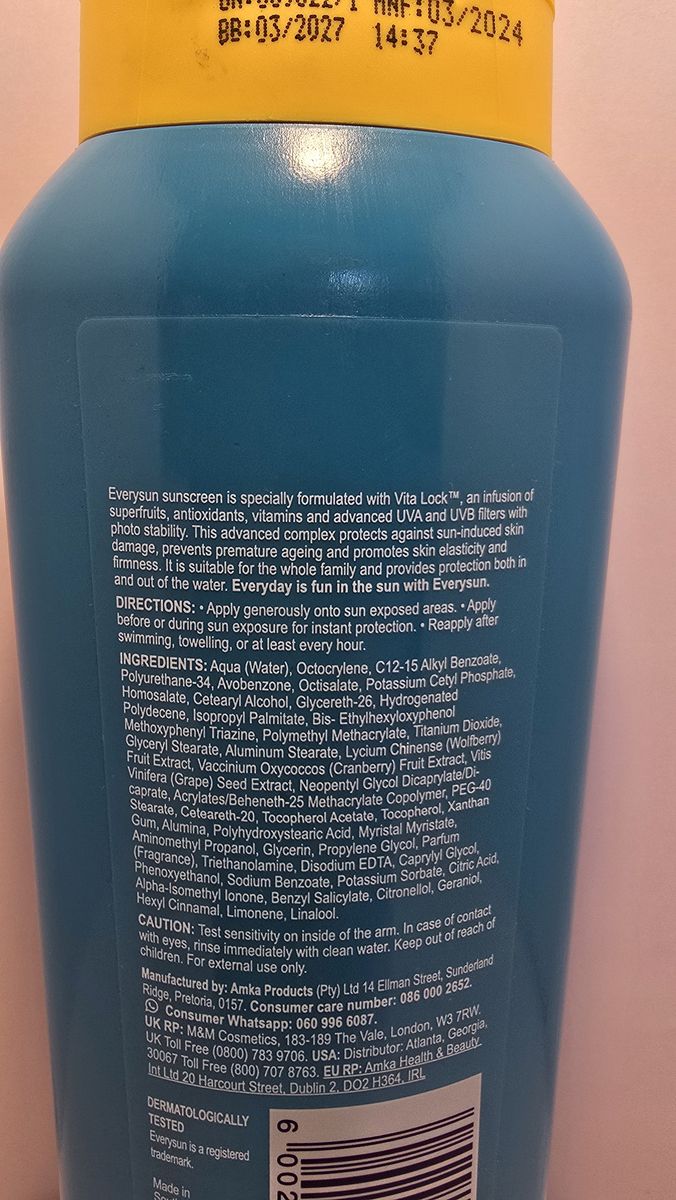 MNF:03/2024
BB:03/2027 14:37
Everysun sunscreen is specially formulated with Vita Lock™, an infusion of
superfruits, antioxidants, vitamins and advanced UVA and UVB filters with
photo stability. This advanced complex protects against sun-induced skin
damage, prevents premature ageing and promotes skin elasticity and
firmness. It is suitable for the whole family and provides protection both in
and out of the water. Everyday is fun in the sun with Everysun.
DIRECTIONS: • Apply generously onto sun exposed areas. • Apply
before or during sun exposure for instant protection. • Reapply after
swimming, towelling, or at least every hour.
INGREDIENTS: Aqua (Water), Octocrylene, C12-15 Alkyl Benzoate,
Polyurethane-34, Avobenzone, Octisalate, Potassium Cetyl Phosphate,
Homosalate, Cetearyl Alcohol, Glycereth-26, Hydrogenated
Polydecene, Isopropyl Palmitate, Bis- Ethylhexyloxyphenol
Methoxyphenyl Triazine, Polymethyl Methacrylate, Titanium Dioxide,
Glyceryl Stearate, Aluminum Stearate, Lycium Chinense (Wolfberry)
Fruit Extract, Vaccinium Oxycoccos (Cranberry) Fruit Extract, Vitis
Vinifera (Grape) Seed Extract, Neopentyl Glycol Dicaprylate/Di-
caprate, Acrylates/Beheneth-25 Methacrylate Copolymer, PEG-40
Stearate, Ceteareth-20, Tocopherol Acetate, Tocopherol, Xanthan
Gum, Alumina, Polyhydroxystearic Acid, Myristal Myristate,
Aminomethyl Propanol, Glycerin, Propylene Glycol, Parfum
(Fragrance), Triethanolamine, Disodium EDTA, Caprylyl Glycol,
Phenoxyethanol, Sodium Benzoate, Potassium Sorbate, Citric Acid,
Alpha-Isomethyl Ionone, Benzyl Salicylate, Citronellol, Geraniol,
Hexyl Cinnamal, Limonene, Linalool.
CAUTION: Test sensitivity on inside of the arm. In case of contact
with eyes, rinse immediately with clean water. Keep out of reach of
children. For external use only.
Manufactured by: Amka Products (Pty) Ltd 14 Ellman Street, Sunderland
Ridge, Pretoria, 0157. Consumer care number: 086 000 2652.
Consumer Whatsapp: 060 996 6087.
UK RP: M&M Cosmetics, 183-189 The Vale, London, W3 7RW.
UK Toll Free (0800) 783 9706. USA: Distributor: Atlanta, Georgia,
30067 Toll Free (800) 707 8763. EU RP: Amka Health & Beauty
Int Ltd 20 Harcourt Street, Dublin 2, DO2 H364, IRL
DERMATOLOGICALLY
TESTED
Everysun is a registered
trademark.
Made in
6 002